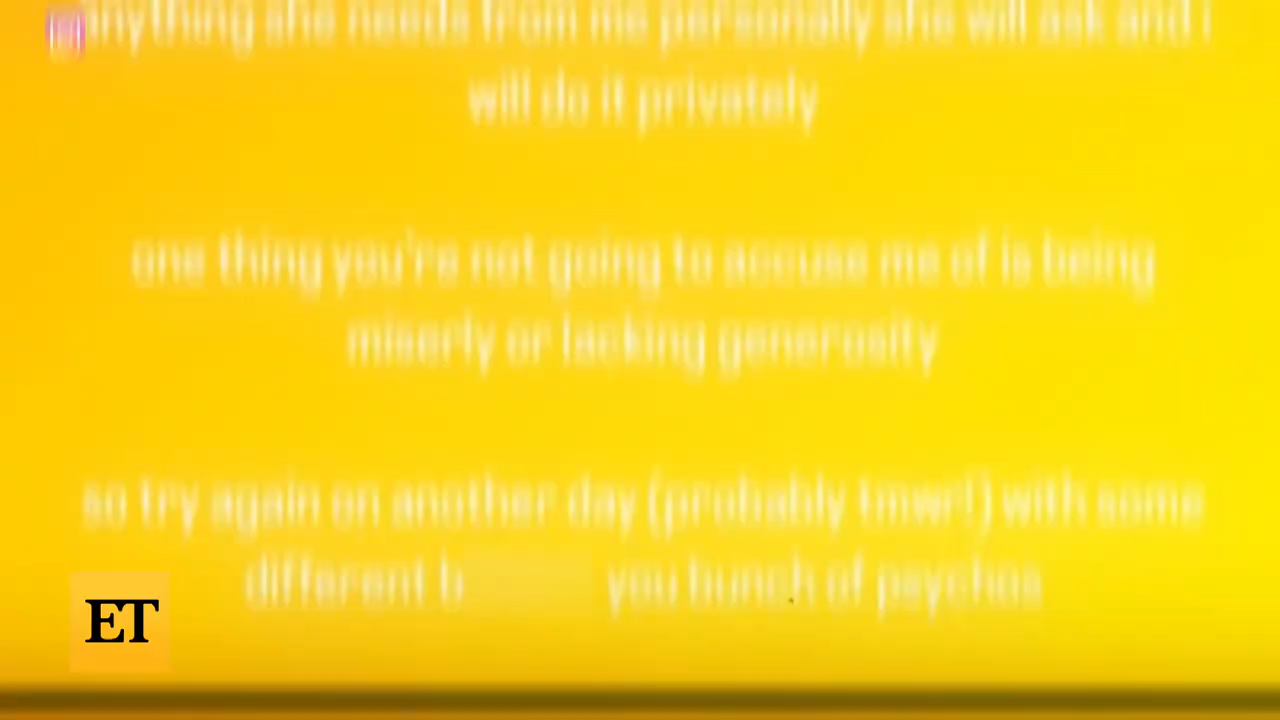 anything she needs from me personally she will ask and i
will do it privately
one thing you're not going to accuse me of is being
miserly or lacking generosity
so try again on another day (probably tmwr!) with some
different b you bunch of psychos
ET